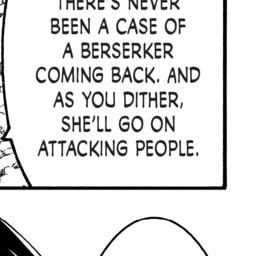 THERE'S NEVER
BEEN A CASE OF
A BERSERKER
COMING BACK. AND
AS YOU DITHER,
SHE'LL GO ON
ATTACKING PEOPLE.